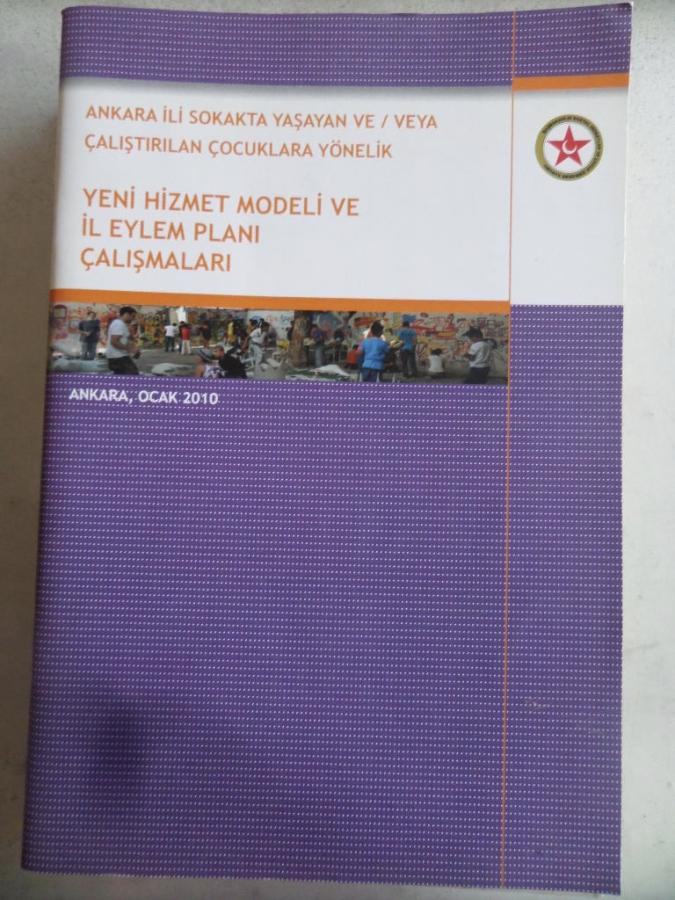 ANKARA İLİ SOKAKTA YAŞAYAN VE / VEYA
ÇALIŞTIRILAN ÇOCUKLARA YÖNELİK
YENİ HİZMET MODELİ VE
İL EYLEM PLANI
ÇALIŞMALARI
ANKARA, OCAK 2010